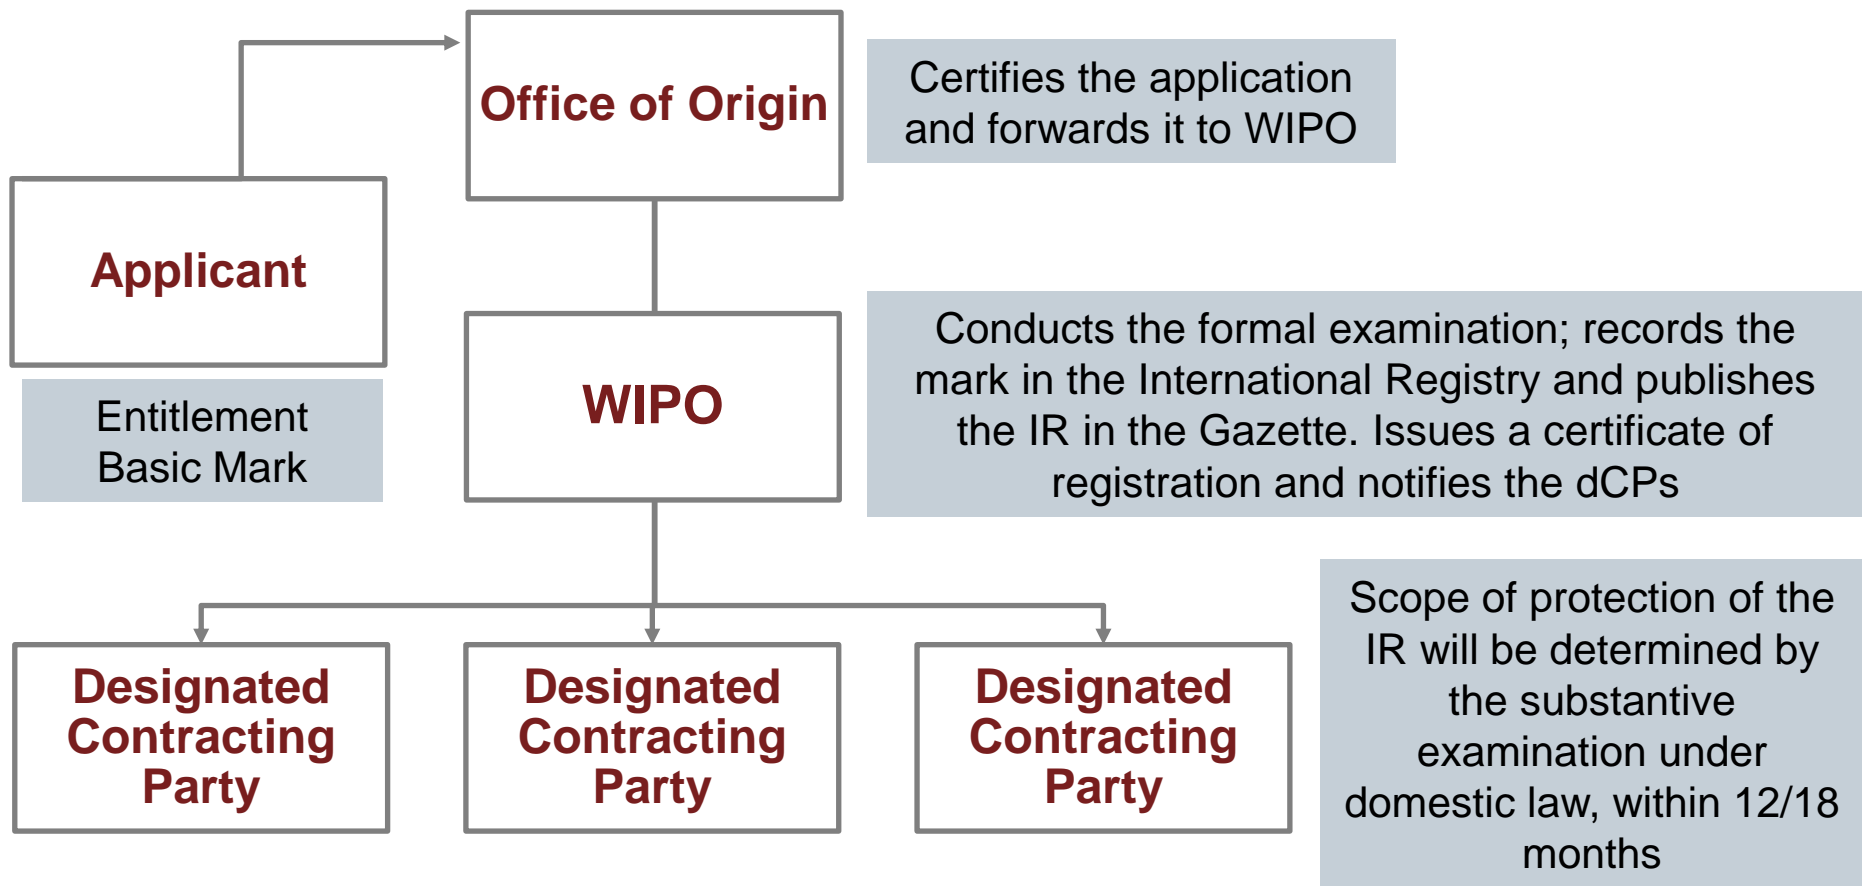 Office of Origin
Certifies the application
and forwards it to WIPO
Applicant
Entitlement
Basic Mark
WIPO
Conducts the formal examination; records the
mark in the International Registry and publishes
the IR in the Gazette. Issues a certificate of
registration and notifies the dCPs
Designated
Contracting
Party
Designated
Contracting
Party
Designated
Contracting
Party
Scope of protection of the
IR will be determined by
the substantive
examination under
domestic law, within 12/18
months